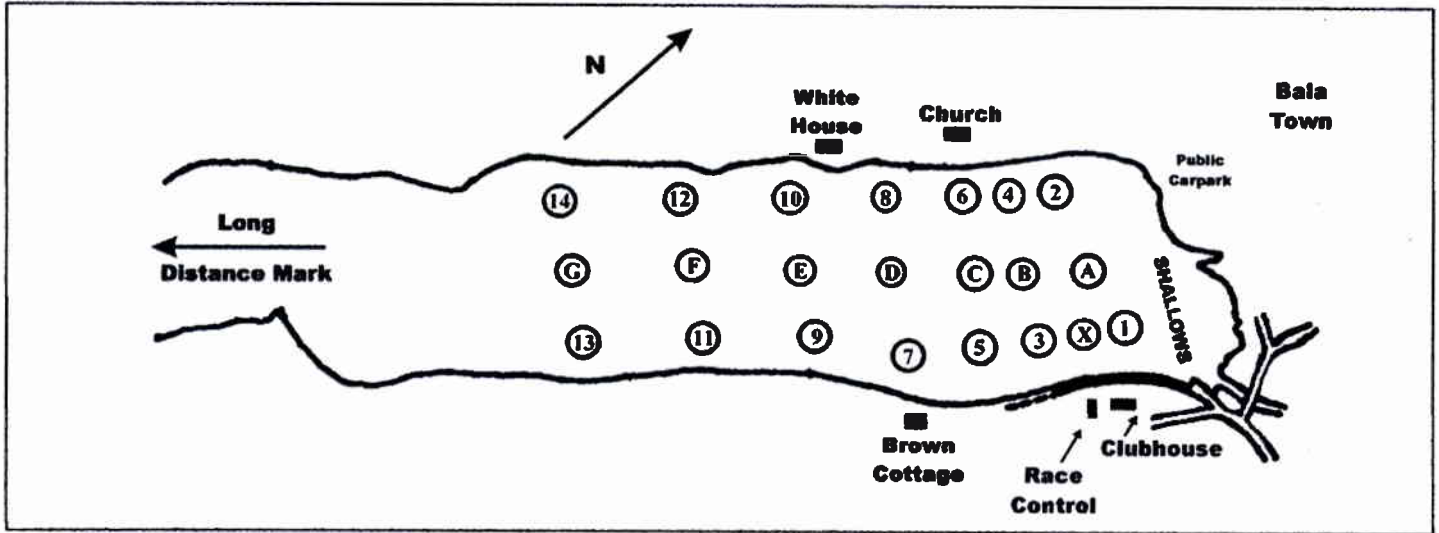 N
White
House
Church
Bala
Town
Public
Carpark
14
12
10
8
6
4
2
Long
Distance Mark
G
F
E
D
C
B
A
SHALLOWS
13
11
9
7
5
3
X
1
Brown
Cottage
Race
Control
Clubhouse